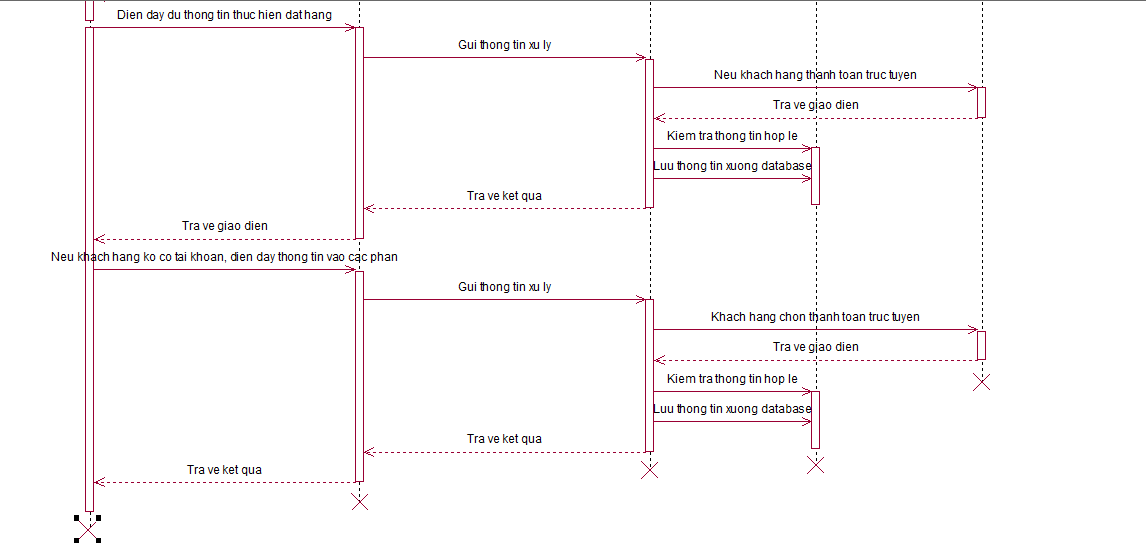 Dien day du thong tin thuc hien dat hang
Gui thong tin xu ly
Neu khach hang thanh toan truc tuyen
Tra ve giao dien
Kiem tra thong tin hop le
Luu thong tin xuong database
Tra ve ket qua
Tra ve giao dien
Neu khach hang ko co tai khoan, dien day thong tin vao cac phan
Gui thong tin xu ly
Khach hang chon thanh toan truc tuyen
Tra ve giao dien
Kiem tra thong tin hop le
Luu thong tin xuong database
Tra ve ket qua
Tra ve ket qua